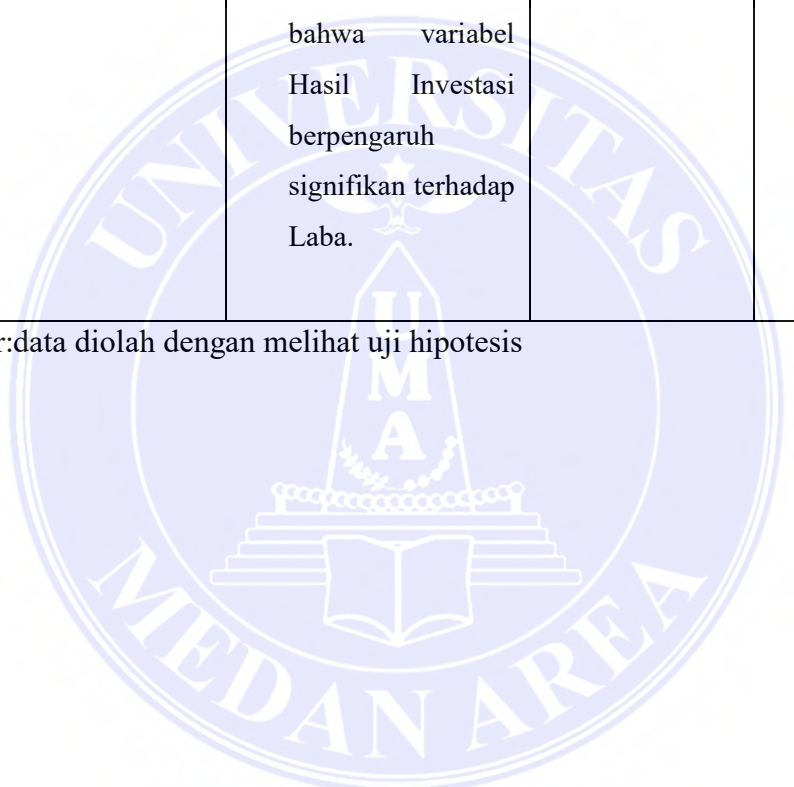 bahwa variabel
Hasil Investasi
berpengaruh
signifikan terhadap
Laba.
r:data diolah dengan melihat uji hipotesis
UNIVERSITAS
U
M
A
MEDAN AREA